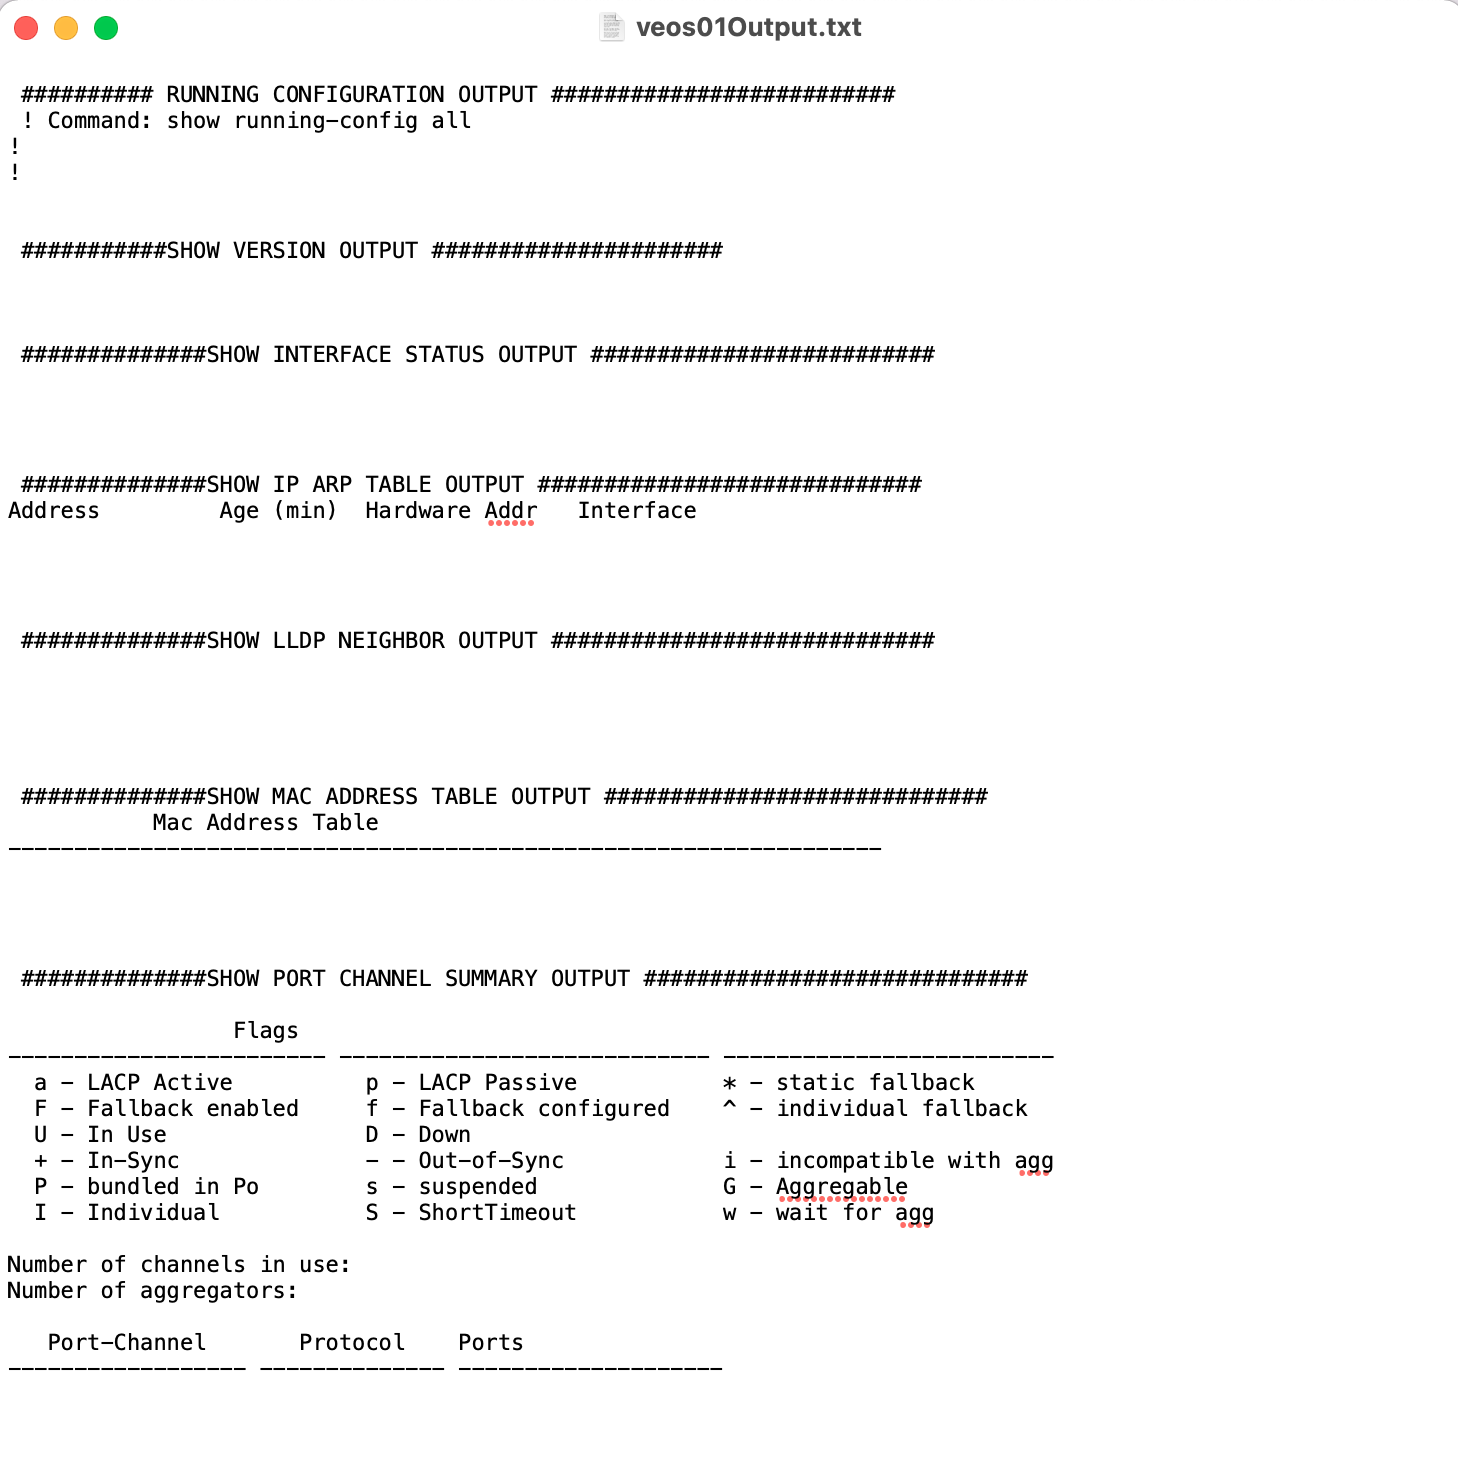 veos01Output.txt
########## RUNNING CONFIGURATION OUTPUT ##########################
! Command: show running-config all
!
!
###########SHOW VERSION OUTPUT ######################
##############SHOW INTERFACE STATUS OUTPUT ##########################
##############SHOW IP ARP TABLE OUTPUT #############################
Address         Age (min)  Hardware Addr   Interface
##############SHOW LLDP NEIGHBOR OUTPUT #############################
##############SHOW MAC ADDRESS TABLE OUTPUT #############################
Mac Address Table
------------------------------------------------------------------
##############SHOW PORT CHANNEL SUMMARY OUTPUT #############################
Flags
------------------------ ---------------------------- -------------------------
a - LACP Active          p - LACP Passive           * - static fallback
F - Fallback enabled     f - Fallback configured    ^ - individual fallback
U - In Use               D - Down
+ - In-Sync              - - Out-of-Sync            i - incompatible with agg
P - bundled in Po        s - suspended              G - Aggregable
I - Individual           S - ShortTimeout           w - wait for agg
Number of channels in use:
Number of aggregators:
Port-Channel       Protocol    Ports
------------------ -------------- --------------------